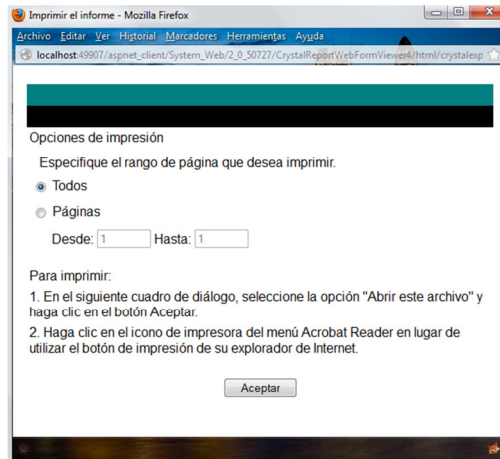 Imprimir el informe - Mozilla Firefox
Archivo Editar Ver Historial Marcadores Herramientas Ayuda
localhost:49907/aspnet_client/System_Web/2_0_50727/CrystalReportWebFormViewer4/html/crystalexp
Opciones de impresión
Especifique el rango de página que desea imprimir.
Todos
Páginas
Desde: 1 Hasta: 1
Para imprimir:
1. En el siguiente cuadro de diálogo, seleccione la opción "Abrir este archivo" y
haga clic en el botón Aceptar.
2. Haga clic en el icono de impresora del menú Acrobat Reader en lugar de
utilizar el botón de impresión de su explorador de Internet.
Aceptar